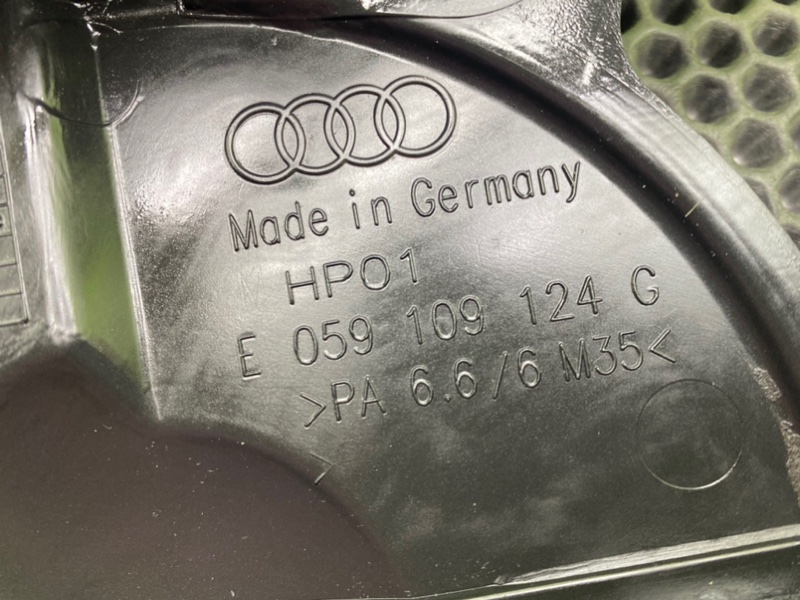 Made in Germany
HP01
E 059 109 124 G
>PA 6.6/6 M35<